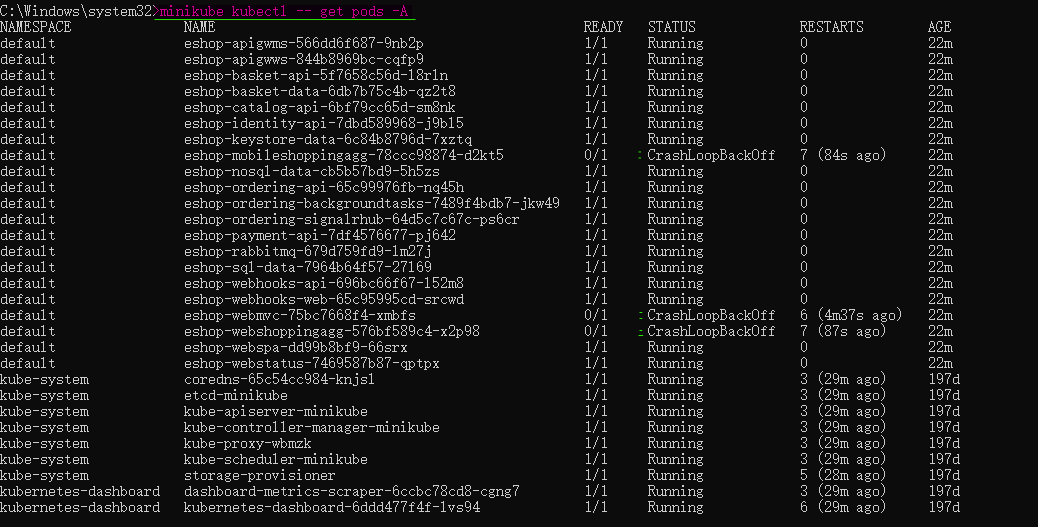 C:\Windows\system32>minikube kubectl -- get pods -A
NAMESPACE NAME READY STATUS RESTARTS AGE
default eshop-apigwms-566dd6f687-9nb2p 1/1 Running 0 22m
default eshop-apigwws-844b8969bc-cqfp9 1/1 Running 0 22m
default eshop-basket-api-5f7658c56d-18rln 1/1 Running 0 22m
default eshop-basket-data-6db7b75c4b-qz2t8 1/1 Running 0 22m
default eshop-catalog-api-6bf79cc65d-sm8nk 1/1 Running 0 22m
default eshop-identity-api-7dbd589968-j9b15 1/1 Running 0 22m
default eshop-keystore-data-6c84b8796d-7xztq 1/1 Running 0 22m
default eshop-mobileshoppingagg-78ccc98874-d2kt5 0/1 CrashLoopBackOff 7 (84s ago) 22m
default eshop-nosql-data-cb5b57bd9-5h5zs 1/1 Running 0 22m
default eshop-ordering-api-65c99976fb-nq45h 1/1 Running 0 22m
default eshop-ordering-backgroundtasks-7489f4bdb7-jkw49 1/1 Running 0 22m
default eshop-ordering-signalrhub-64d5c7c67c-ps6cr 1/1 Running 0 22m
default eshop-payment-api-7df4576677-pj642 1/1 Running 0 22m
default eshop-rabbitmq-679d759fd9-lm27j 1/1 Running 0 22m
default eshop-sql-data-7964b64f57-27169 1/1 Running 0 22m
default eshop-webhooks-api-696bc66f67-152m8 1/1 Running 0 22m
default eshop-webhooks-web-65c95995cd-srcwd 1/1 Running 0 22m
default eshop-webmvc-75bc7668f4-xmbfs 0/1 CrashLoopBackOff 6 (4m37s ago) 22m
default eshop-webshoppingagg-576bf589c4-x2p98 0/1 CrashLoopBackOff 7 (87s ago) 22m
default eshop-webspa-dd99b8bf9-66srx 1/1 Running 0 22m
default eshop-webstatus-7469587b87-qptpx 1/1 Running 0 22m
kube-system coredns-65c54cc984-knjsl 1/1 Running 3 (29m ago) 197d
kube-system etcd-minikube 1/1 Running 3 (29m ago) 197d
kube-system kube-apiserver-minikube 1/1 Running 3 (29m ago) 197d
kube-system kube-controller-manager-minikube 1/1 Running 3 (29m ago) 197d
kube-system kube-proxy-wbmzk 1/1 Running 3 (29m ago) 197d
kube-system kube-scheduler-minikube 1/1 Running 3 (29m ago) 197d
kube-system storage-provisioner 1/1 Running 5 (28m ago) 197d
kubernetes-dashboard dashboard-metrics-scraper-6ccbc78cd8-cgng7 1/1 Running 3 (29m ago) 197d
kubernetes-dashboard kubernetes-dashboard-6ddd477f4f-lvs94 1/1 Running 6 (29m ago) 197d